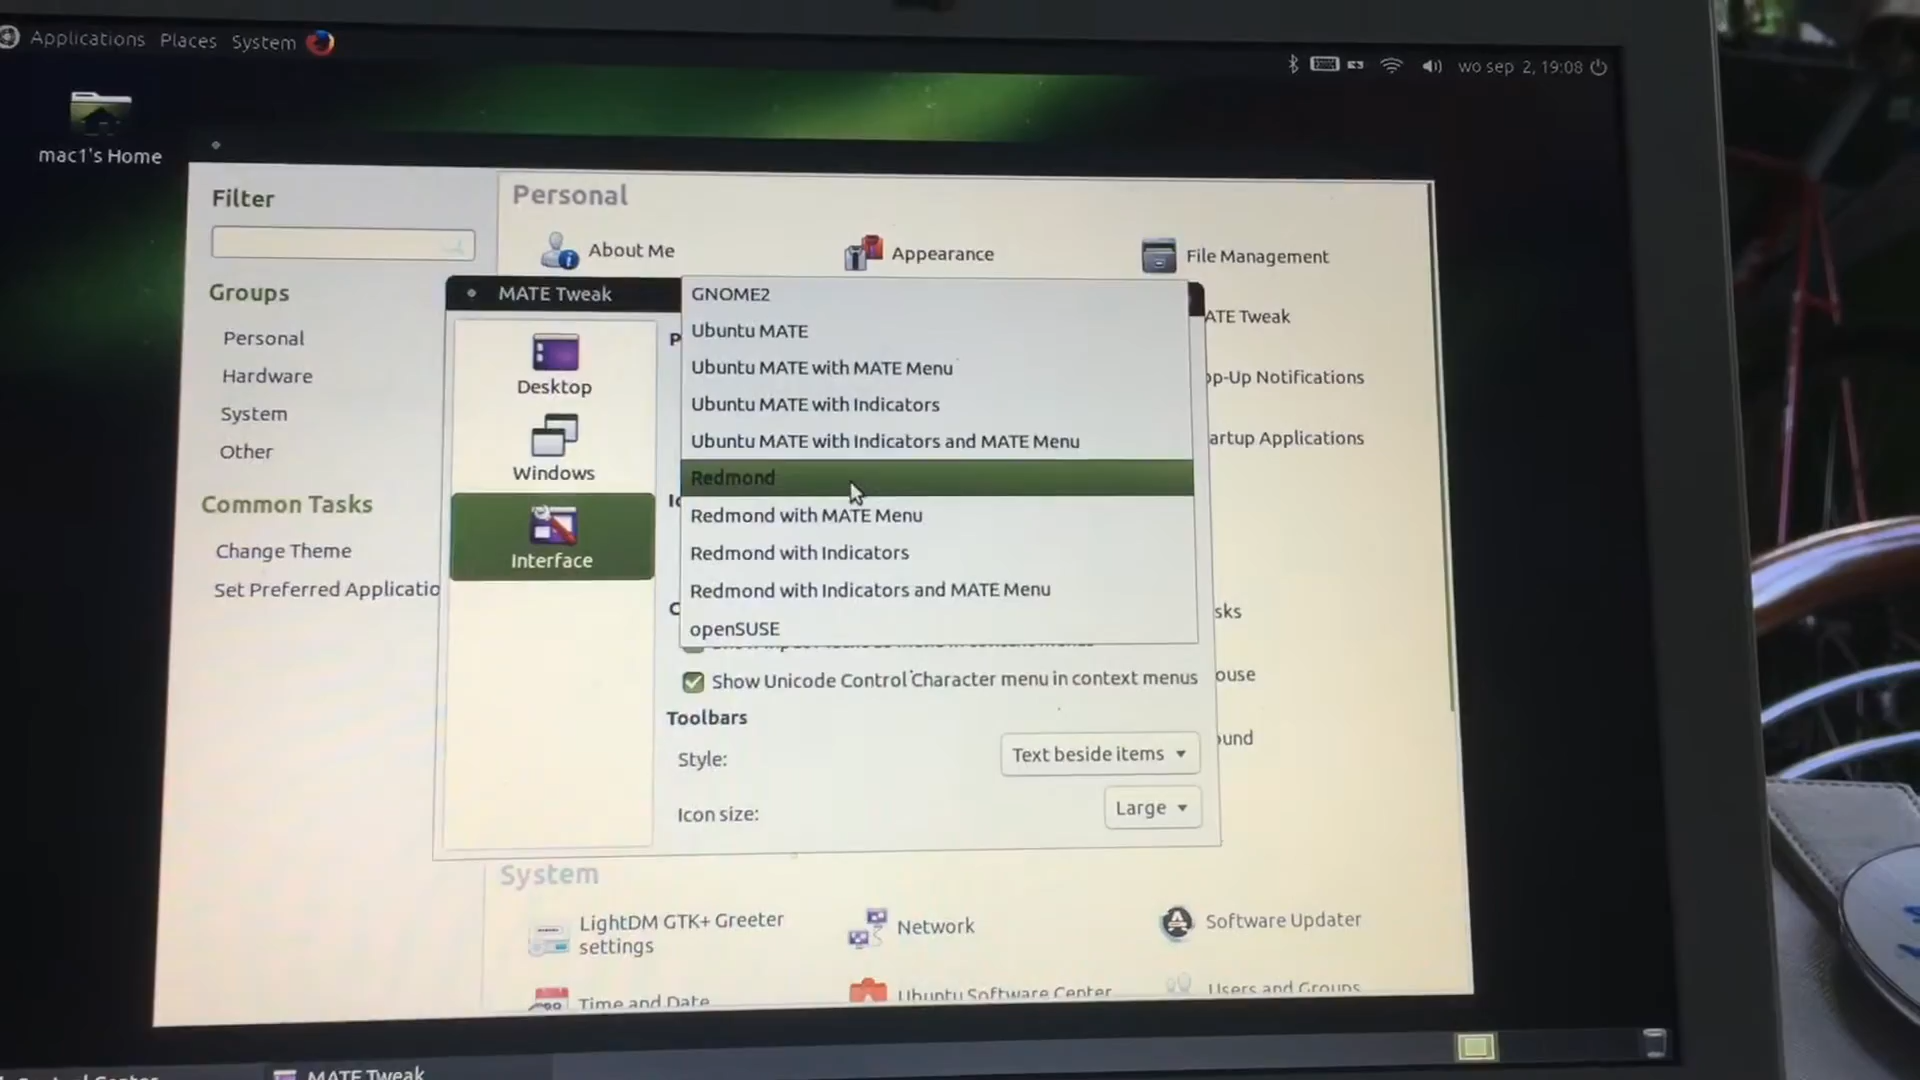 Applications Places System
wo sep 2, 19:08
mac1's Home
Filter
Groups
Personal
Hardware
System
Other
Common Tasks
Change Theme
Set Preferred Applicatio
Personal
About Me
Appearance
File Management
ATE Tweak
op-Up Notifications
artup Applications
sks
ouse
ound
MATE Tweak
Desktop
Windows
Interface
GNOME2
Ubuntu MATE
Ubuntu MATE with MATE Menu
Ubuntu MATE with Indicators
Ubuntu MATE with Indicators and MATE Menu
Redmond
Redmond with MATE Menu
Redmond with Indicators
Redmond with Indicators and MATE Menu
openSUSE
Show Unicode Control Character menu in context menus
Toolbars
Style:
Text beside items
Icon size:
Large
System
LightDM GTK+ Greeter
settings
Network
Software Updater
Time and Date
Ubuntu Software Center
Users and Groups
MATE Tweak